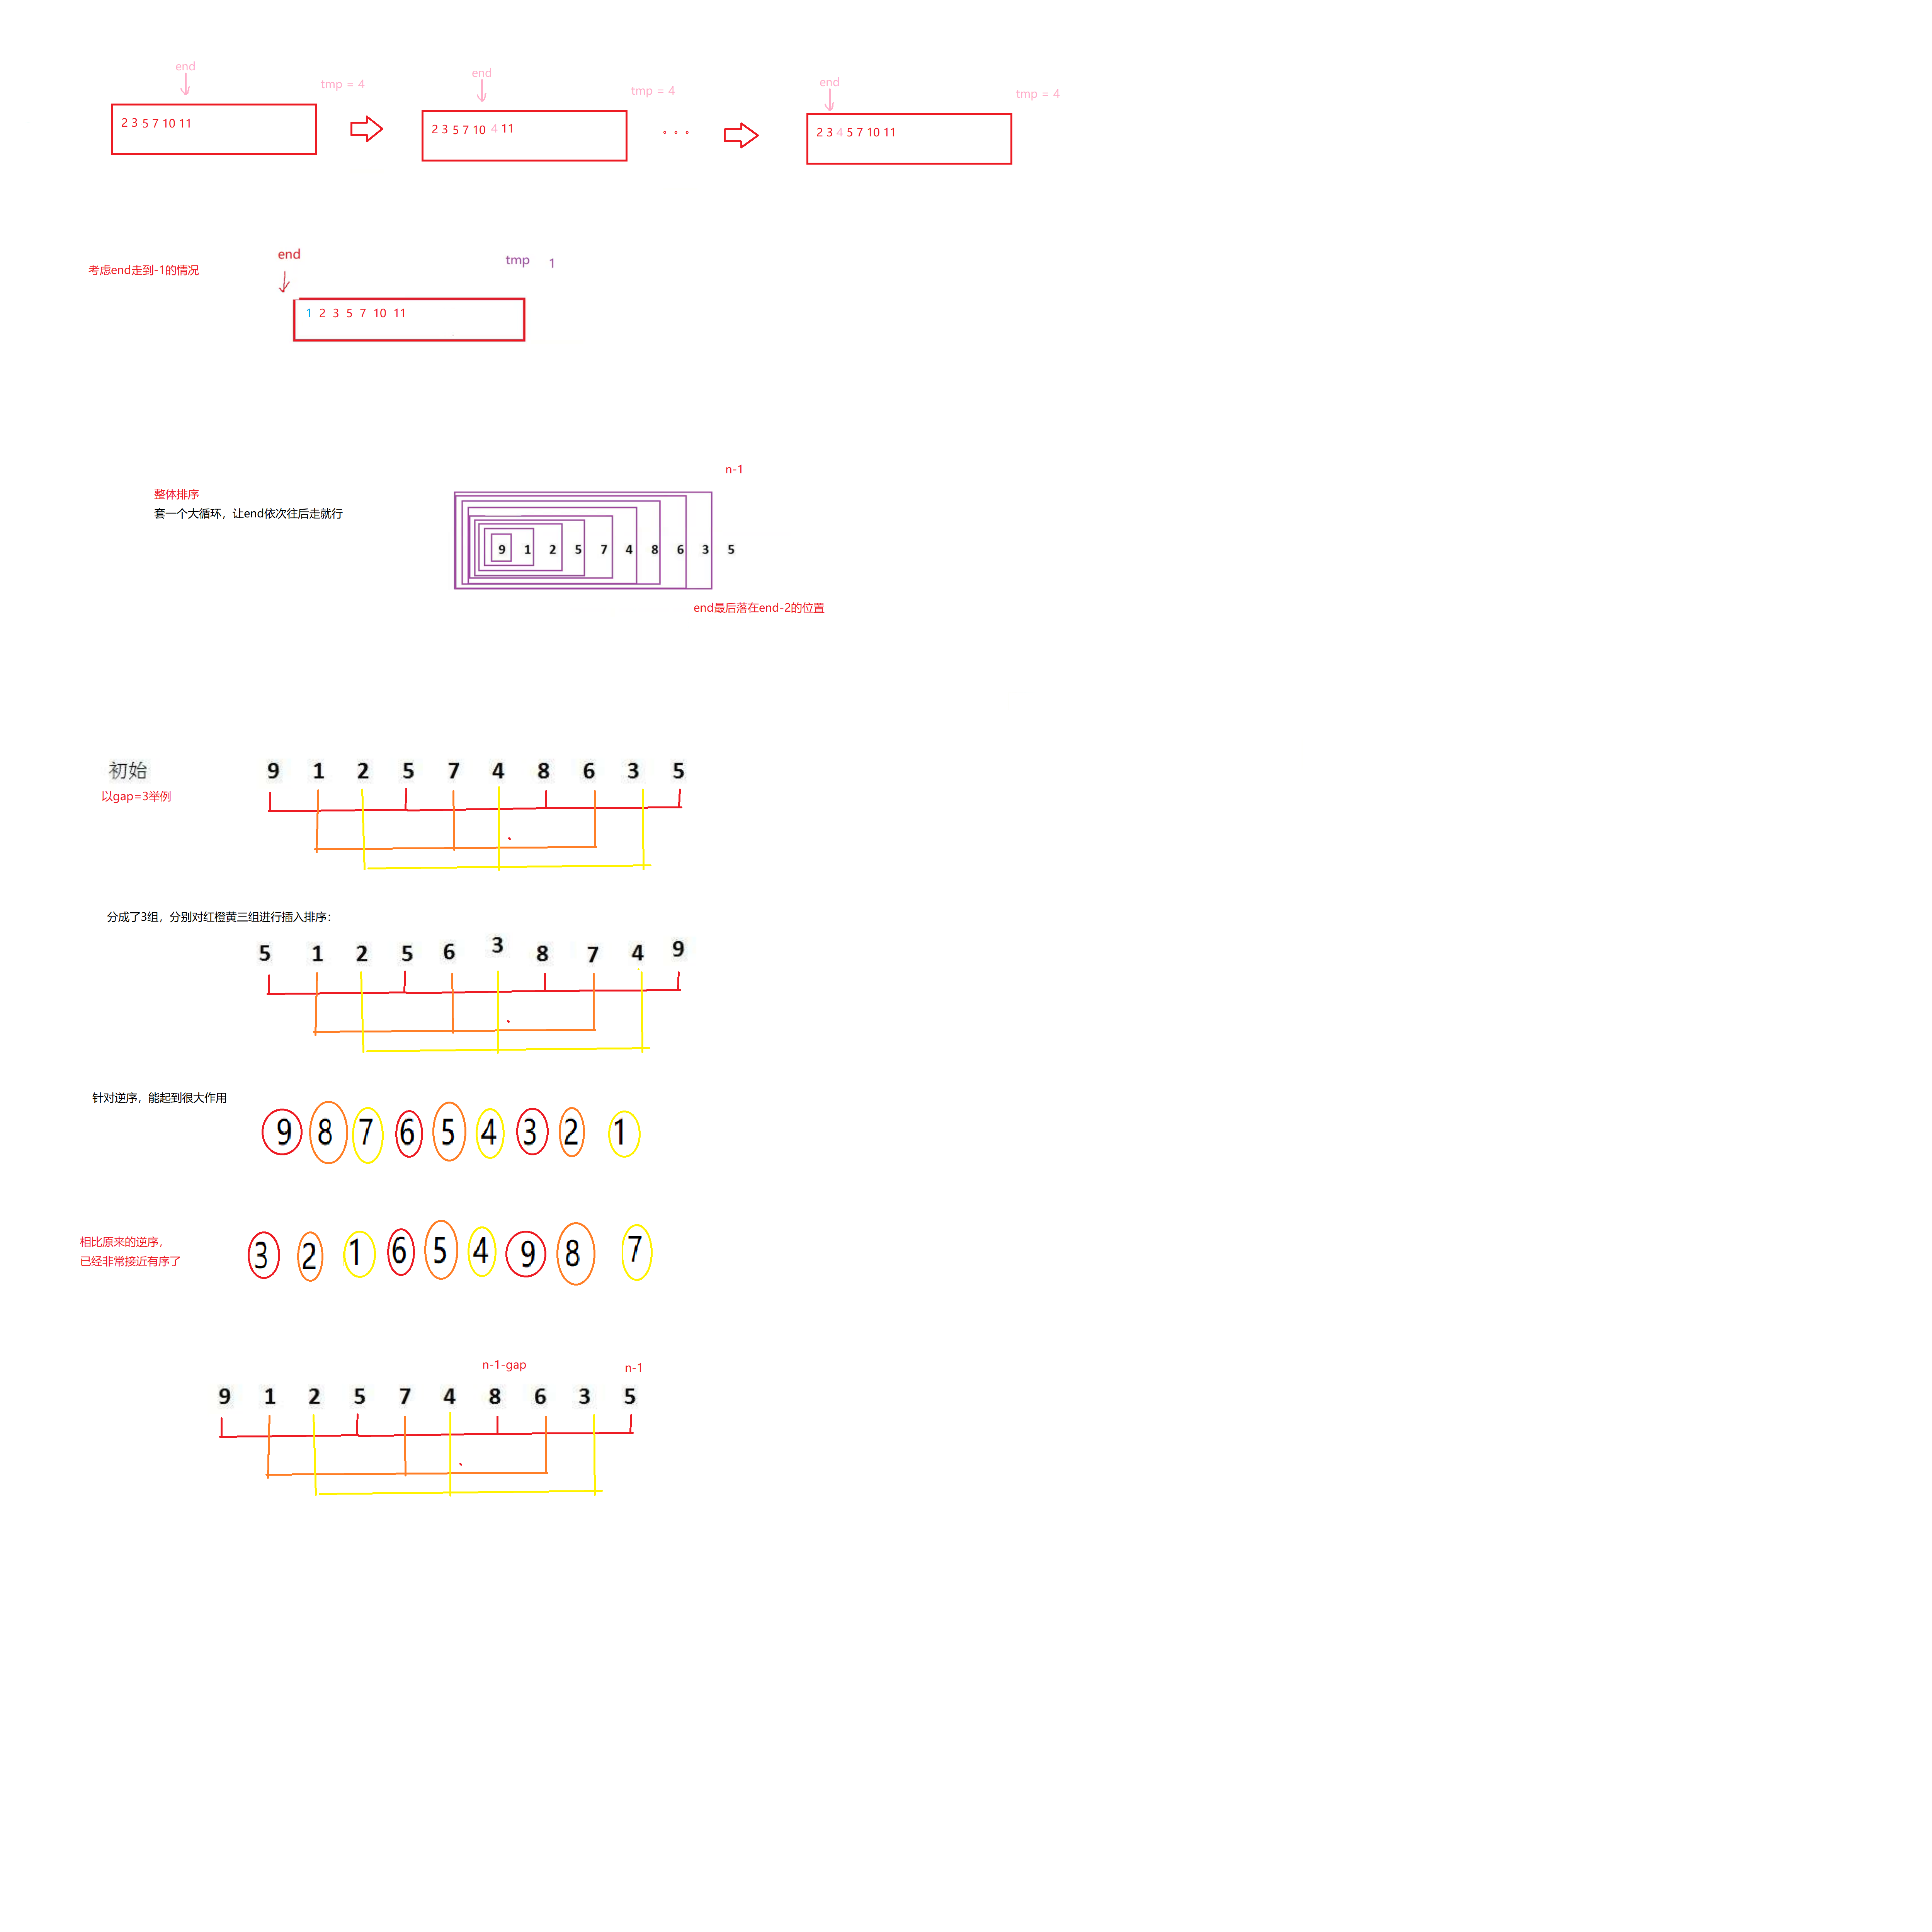 end
tmp = 4
2 3 5 7 10 11
end
tmp = 4
2 3 5 7 10 4 11
。。。
end
tmp = 4
2 3 4 5 7 10 11
考虑end走到-1的情况
end
tmp 1
1 2 3 5 7 10 11
整体排序
套一个大循环，让end依次往后走就行
n-1
9 1 2 5 7 4 8 6 3 5
end最后落在end-2的位置
初始
以gap=3举例
9 1 2 5 7 4 8 6 3 5
分成了3组，分别对红橙黄三组进行插入排序：
5 1 2 5 6 3 8 7 4 9
针对逆序，能起到很大作用
9 8 7 6 5 4 3 2 1
相比原来的逆序，
已经非常接近有序了
3 2 1 6 5 4 9 8 7
n-1-gap
n-1
9 1 2 5 7 4 8 6 3 5